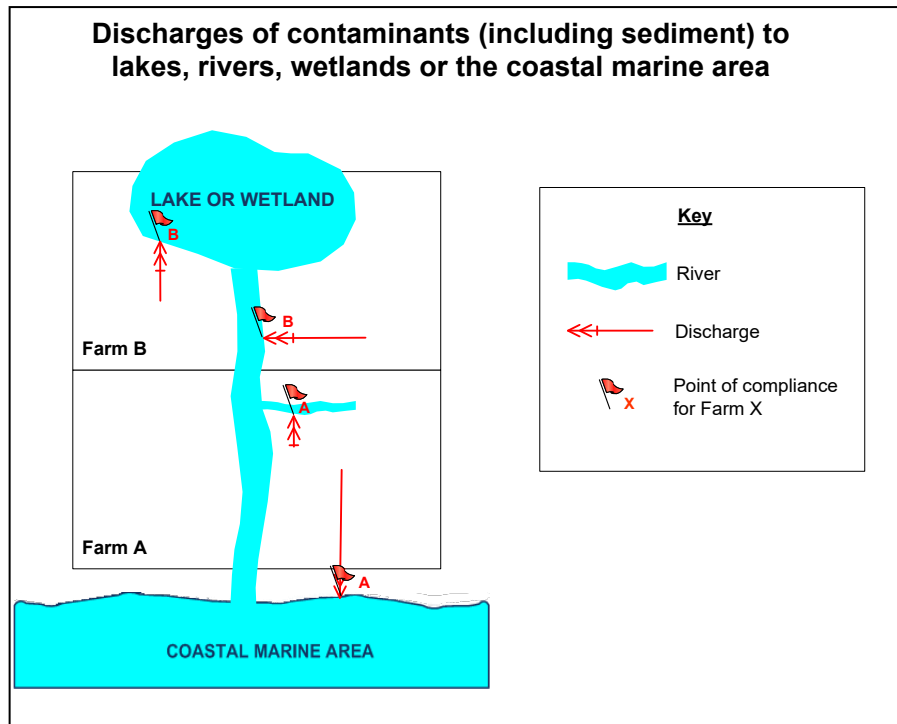 Discharges of contaminants (including sediment) to
lakes, rivers, wetlands or the coastal marine area
LAKE OR WETLAND
B
B
Farm B
A
Farm A
A
COASTAL MARINE AREA
Key
River
Discharge
Point of compliance
X
for Farm X